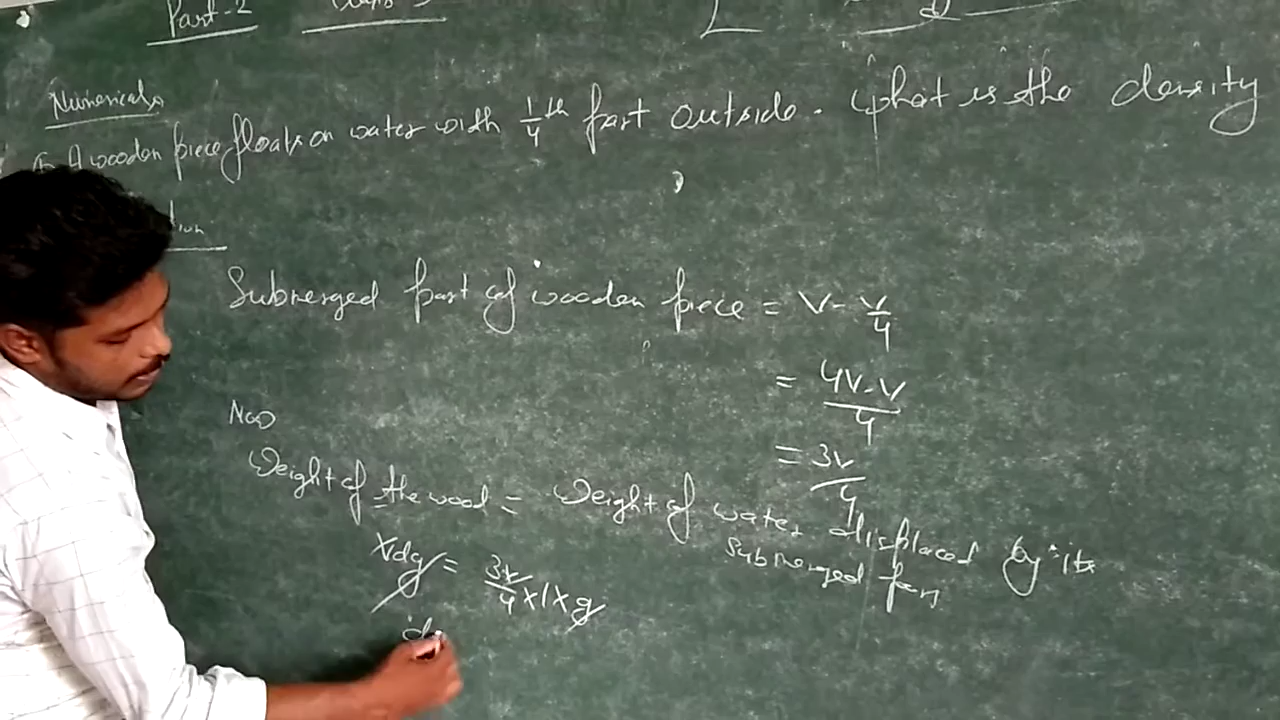 Part-2
Numericals
A wooden piece floats on water with 1/4th part outside. What is the density
Submerged part of wooden piece = V - V/4
= 4V-V/4
= 3V/4
Now
Weight of the wood = Weight of water displaced by its
submerged part
Vdg = 3V/4 x 1 x g
d